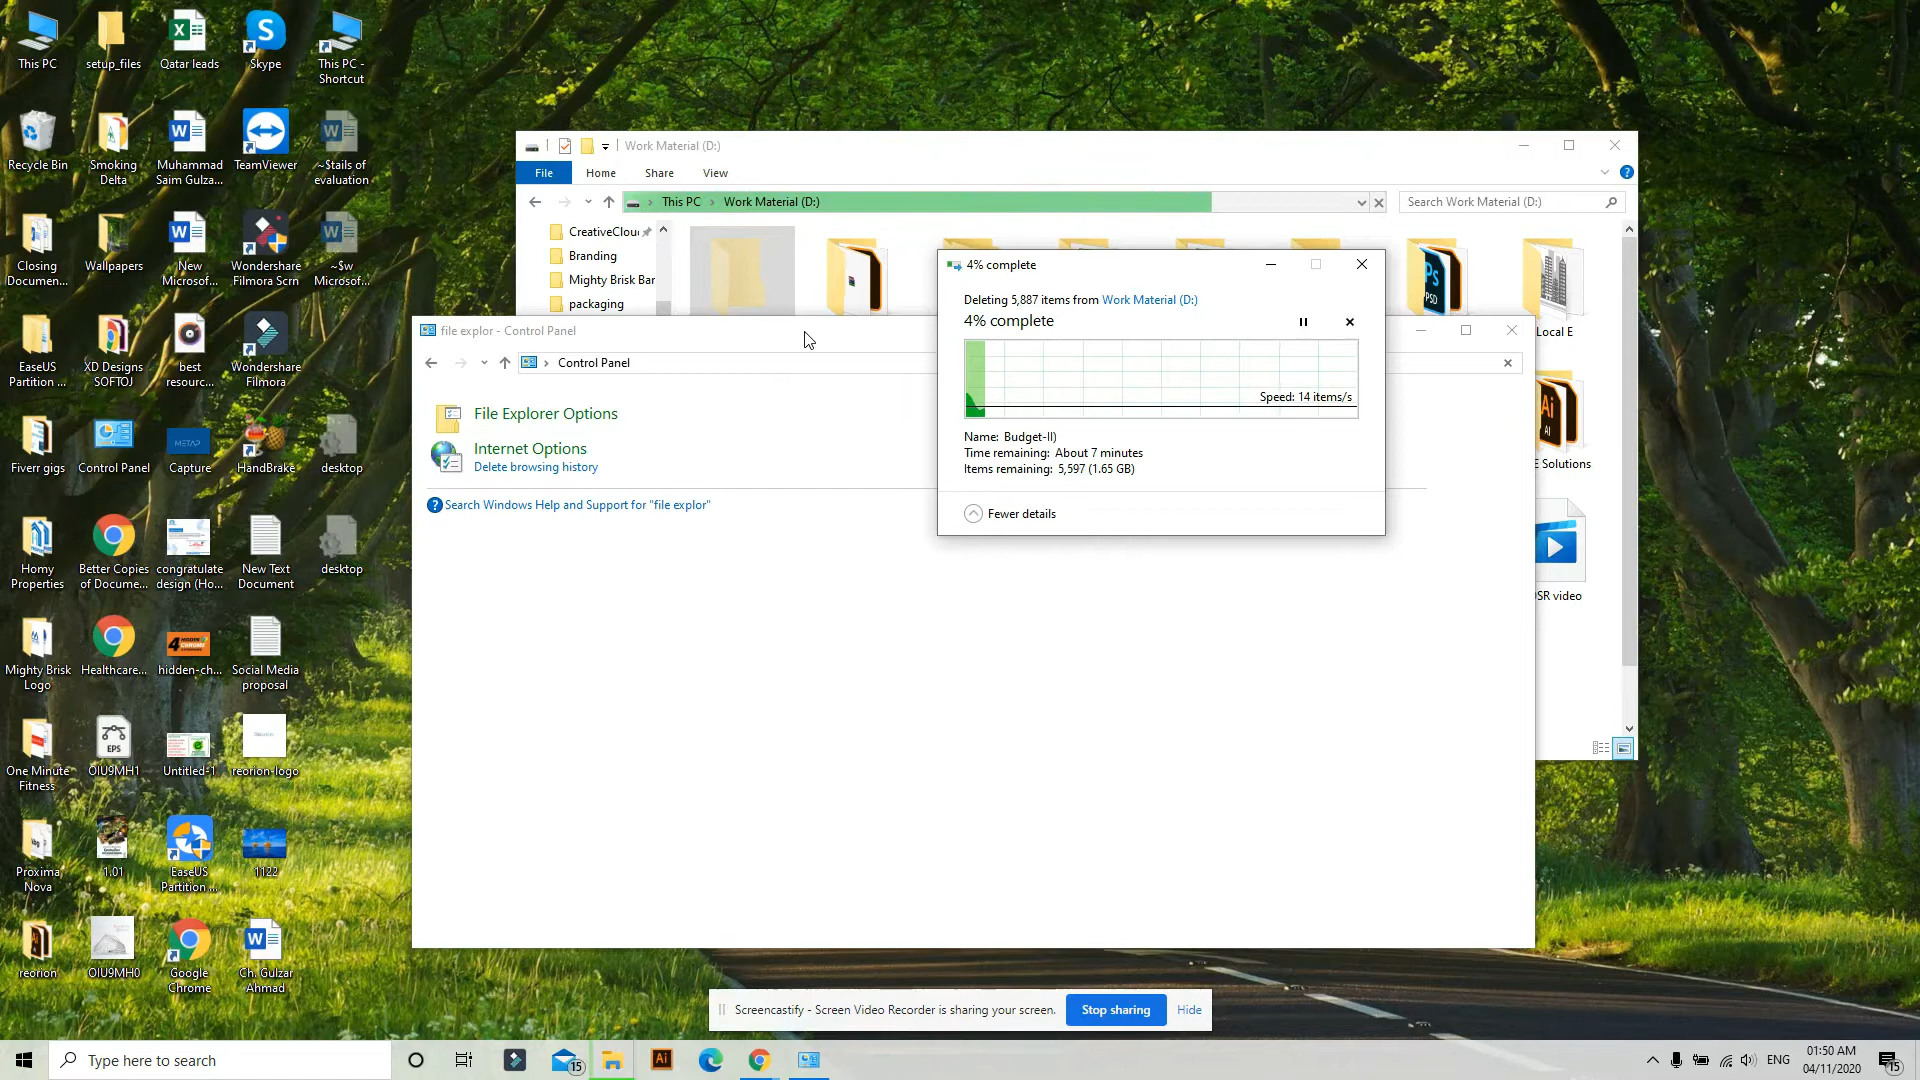 This PC
setup_files
Qatar leads
Skype
This PC -
Shortcut
Recycle Bin
Smoking
Delta
Muhammad
Saim Gulza...
TeamViewer
~$tails of
evaluation
Closing
Documen...
Wallpapers
New
Microsof...
Wondershare
Filmora Scrn
~$w
Microsof...
EaseUS
Partition ...
XD Designs
SOFTOJ
best
resourc...
Wondershare
Filmora
Fiverr gigs
Control Panel
METAP
Capture
HandBrake
desktop
Homy
Properties
Better Copies
of Docume...
congratulate
design (Ho...
New Text
Document
desktop
Mighty Brisk
Logo
Healthcare...
hidden-ch...
Social Media
proposal
One Minute
Fitness
EPS
OIU9MH1
Untitled-1
reorion-logo
Proxima
Nova
1.01
EaseUS
Partition ...
1122
reorion
OIU9MH0
Google
Chrome
Ch. Gulzar
Ahmad
Work Material (D:)
File
Home
Share
View
This PC
Work Material (D:)
Search Work Material (D:)
CreativeClou
Branding
Mighty Brisk Bar
packaging
PSD
Local E
AI
E Solutions
SR video
file explor - Control Panel
Control Panel
File Explorer Options
Internet Options
Delete browsing history
Search Windows Help and Support for "file explor"
4% complete
Deleting 5,887 items from Work Material (D:)
4% complete
Speed: 14 items/s
Name: Budget-II)
Time remaining: About 7 minutes
Items remaining: 5,597 (1.65 GB)
Fewer details
Screencastify - Screen Video Recorder is sharing your screen.
Stop sharing
Hide
Type here to search
15
Ai
ENG
01:50 AM
04/11/2020
15